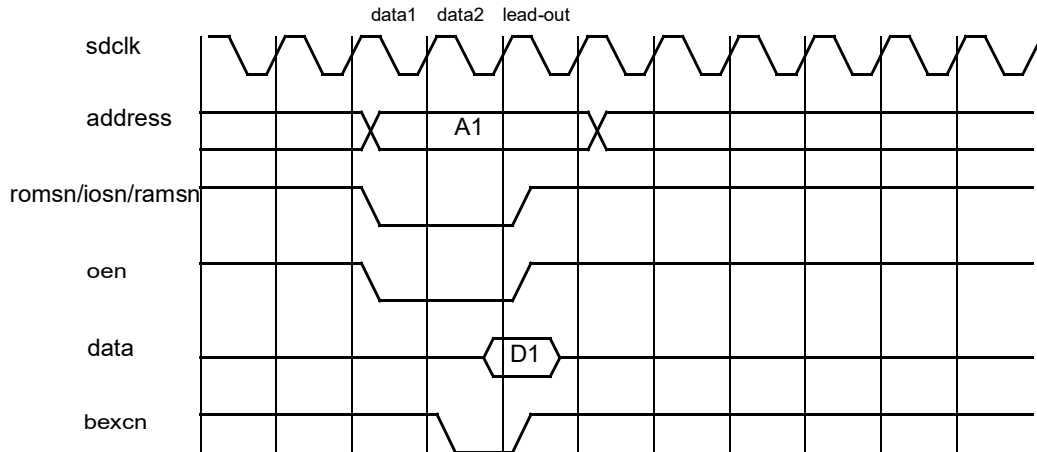 data1 data2 lead-out
sdclk
address
A1
romsn/iosn/ramsn
oen
data
D1
bexcn